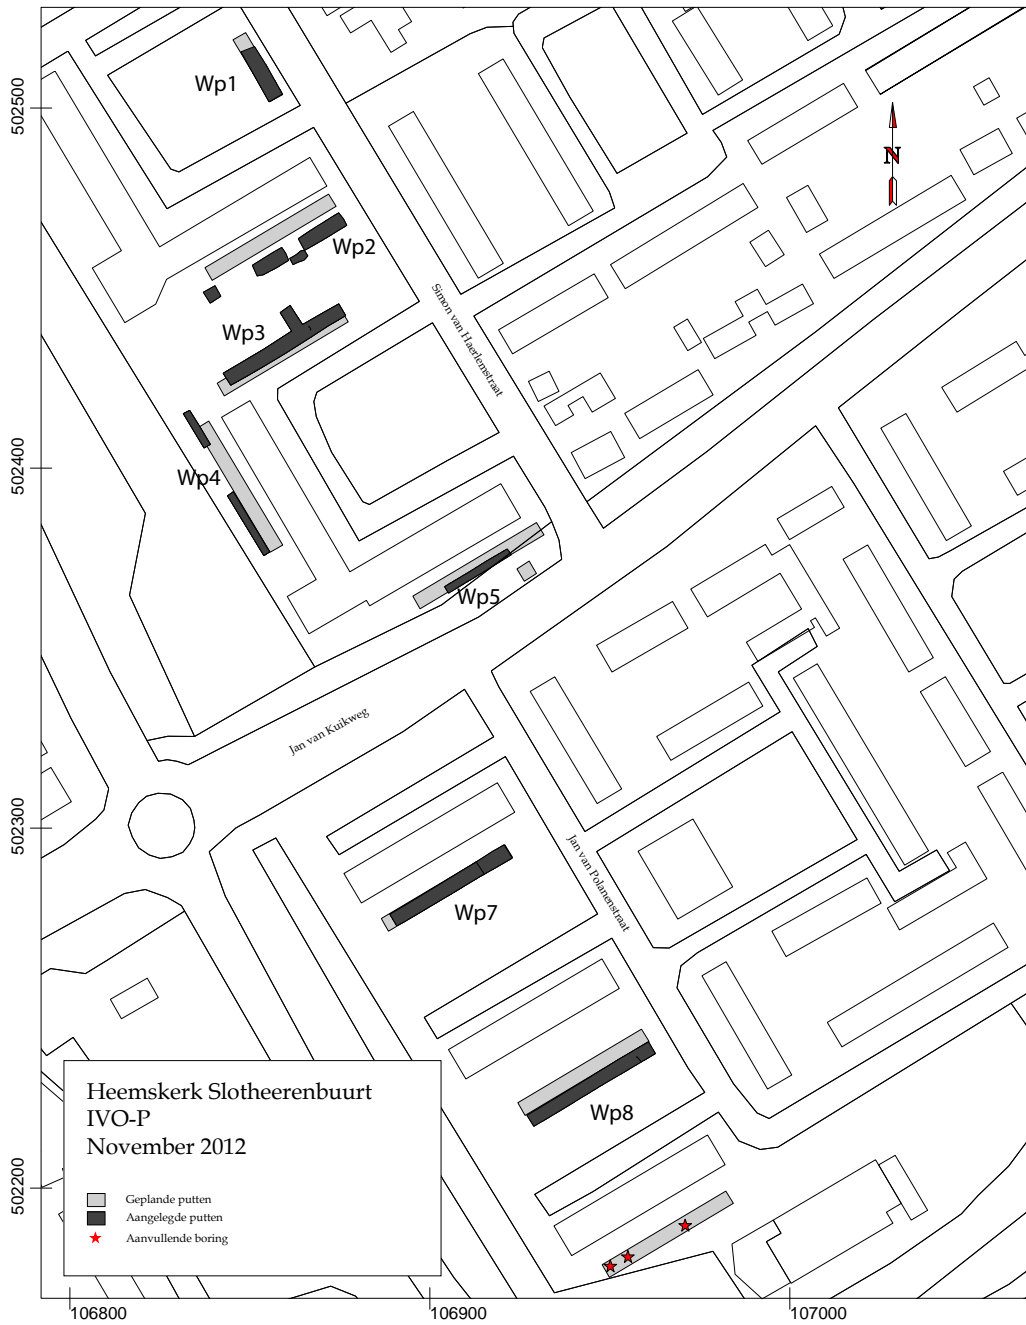 Wp1
502500
N
Wp2
Simon van Haerlemstraat
Wp3
502400
Wp4
Wp5
Jan van Kuikweg
502300
Jan van Polanenstraat
Wp7
Heemskerk Slotheerenbuurt
IVO-P
November 2012
Wp8
502200
Geplande putten
Aangelegde putten
Aanvullende boring
106800
106900
107000